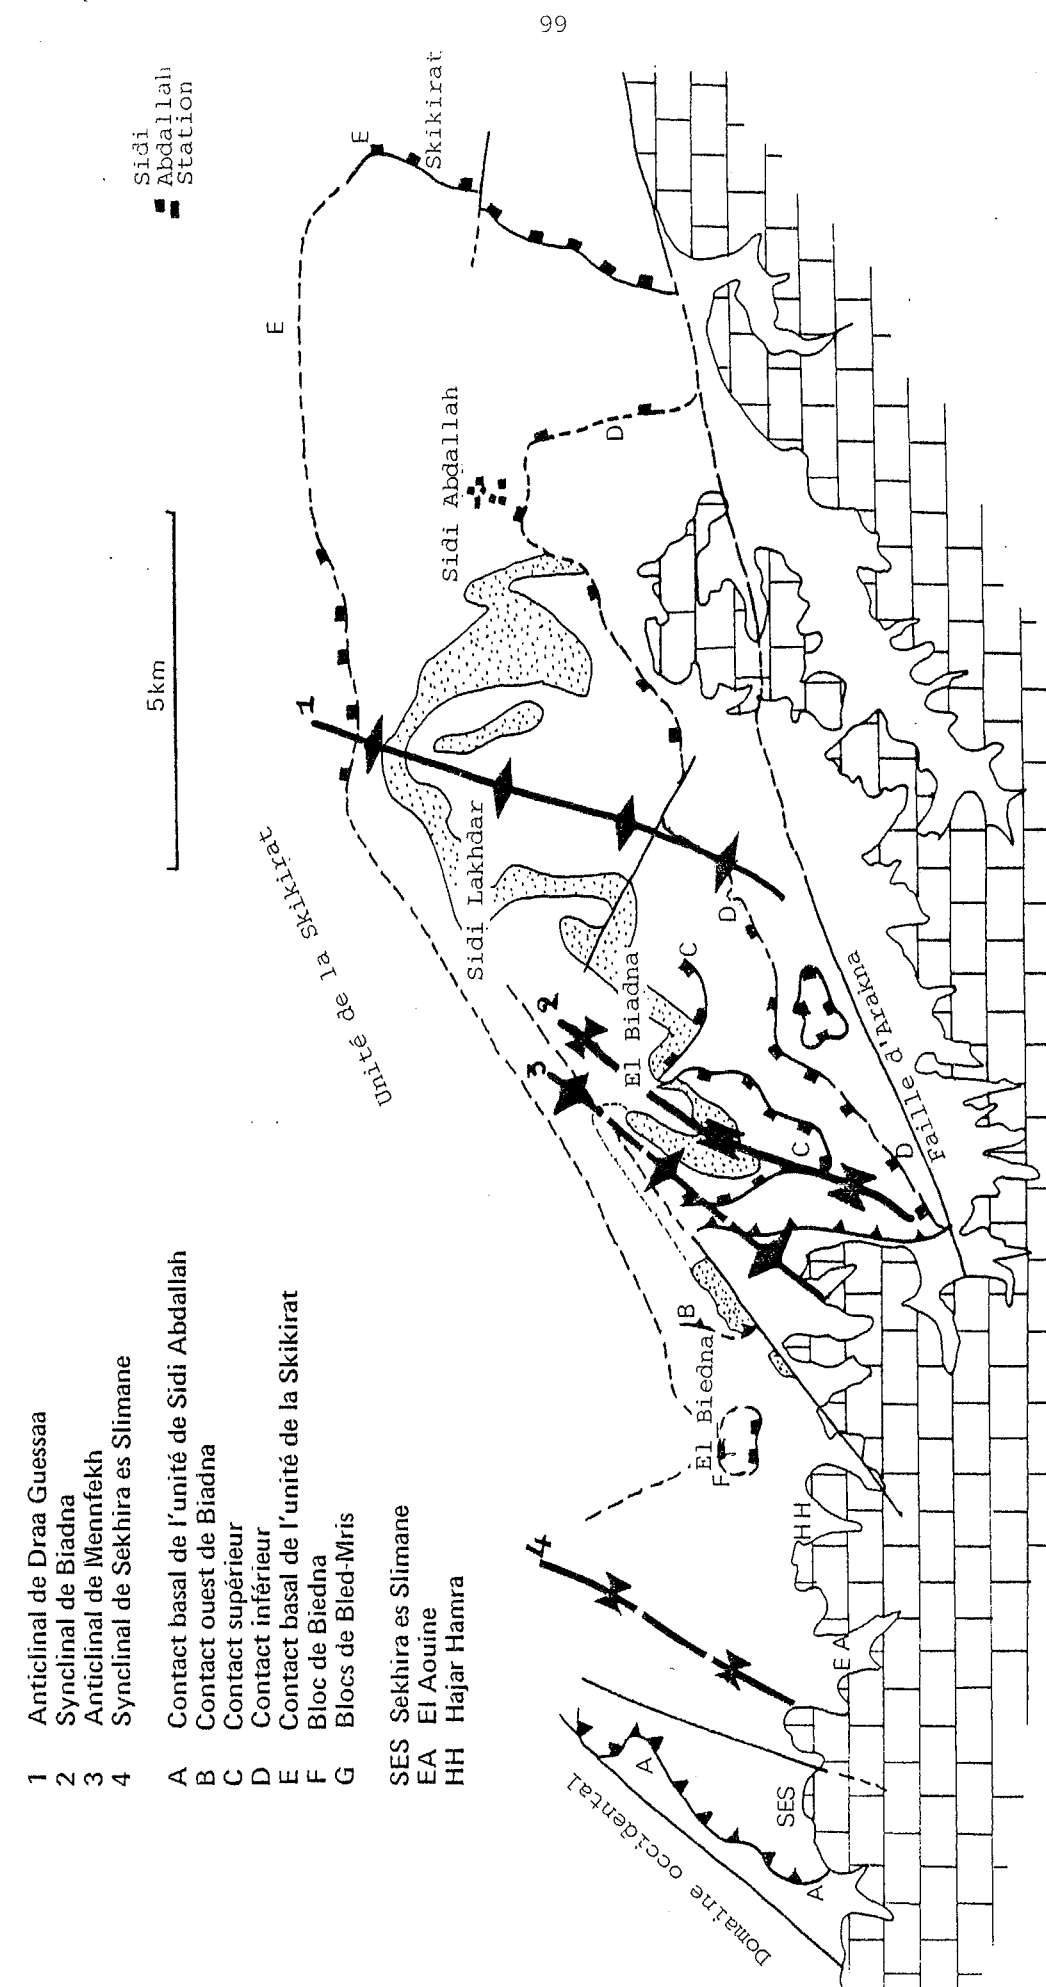 99
1 Anticlinal de Draa Guessaa
2 Synclinal de Biadna
3 Anticlinal de Mennfekh
4 Synclinal de Sekhira es Slimane
A Contact basal de l'unité de Sidi Abdallah
B Contact ouest de Biadna
C Contact supérieur
D Contact inférieur
E Contact basal de l'unité de la Skikirat
F Bloc de Biedna
G Blocs de Bled-Mris
SES Sekhira es Slimane
EA El Aouine
HH Hajar Hamra
5km
Sidi
Abdallah
Station
Unité de la Skikirat
E
E
Skikirat
Sidi Abdallah
D
1
Sidi Lakhdar
2
3
El Biadna
C
D
C
D
Faille d'Arakna
B
El Biedna
F
4
HH
EA
SES
A
A
Domaine occidental